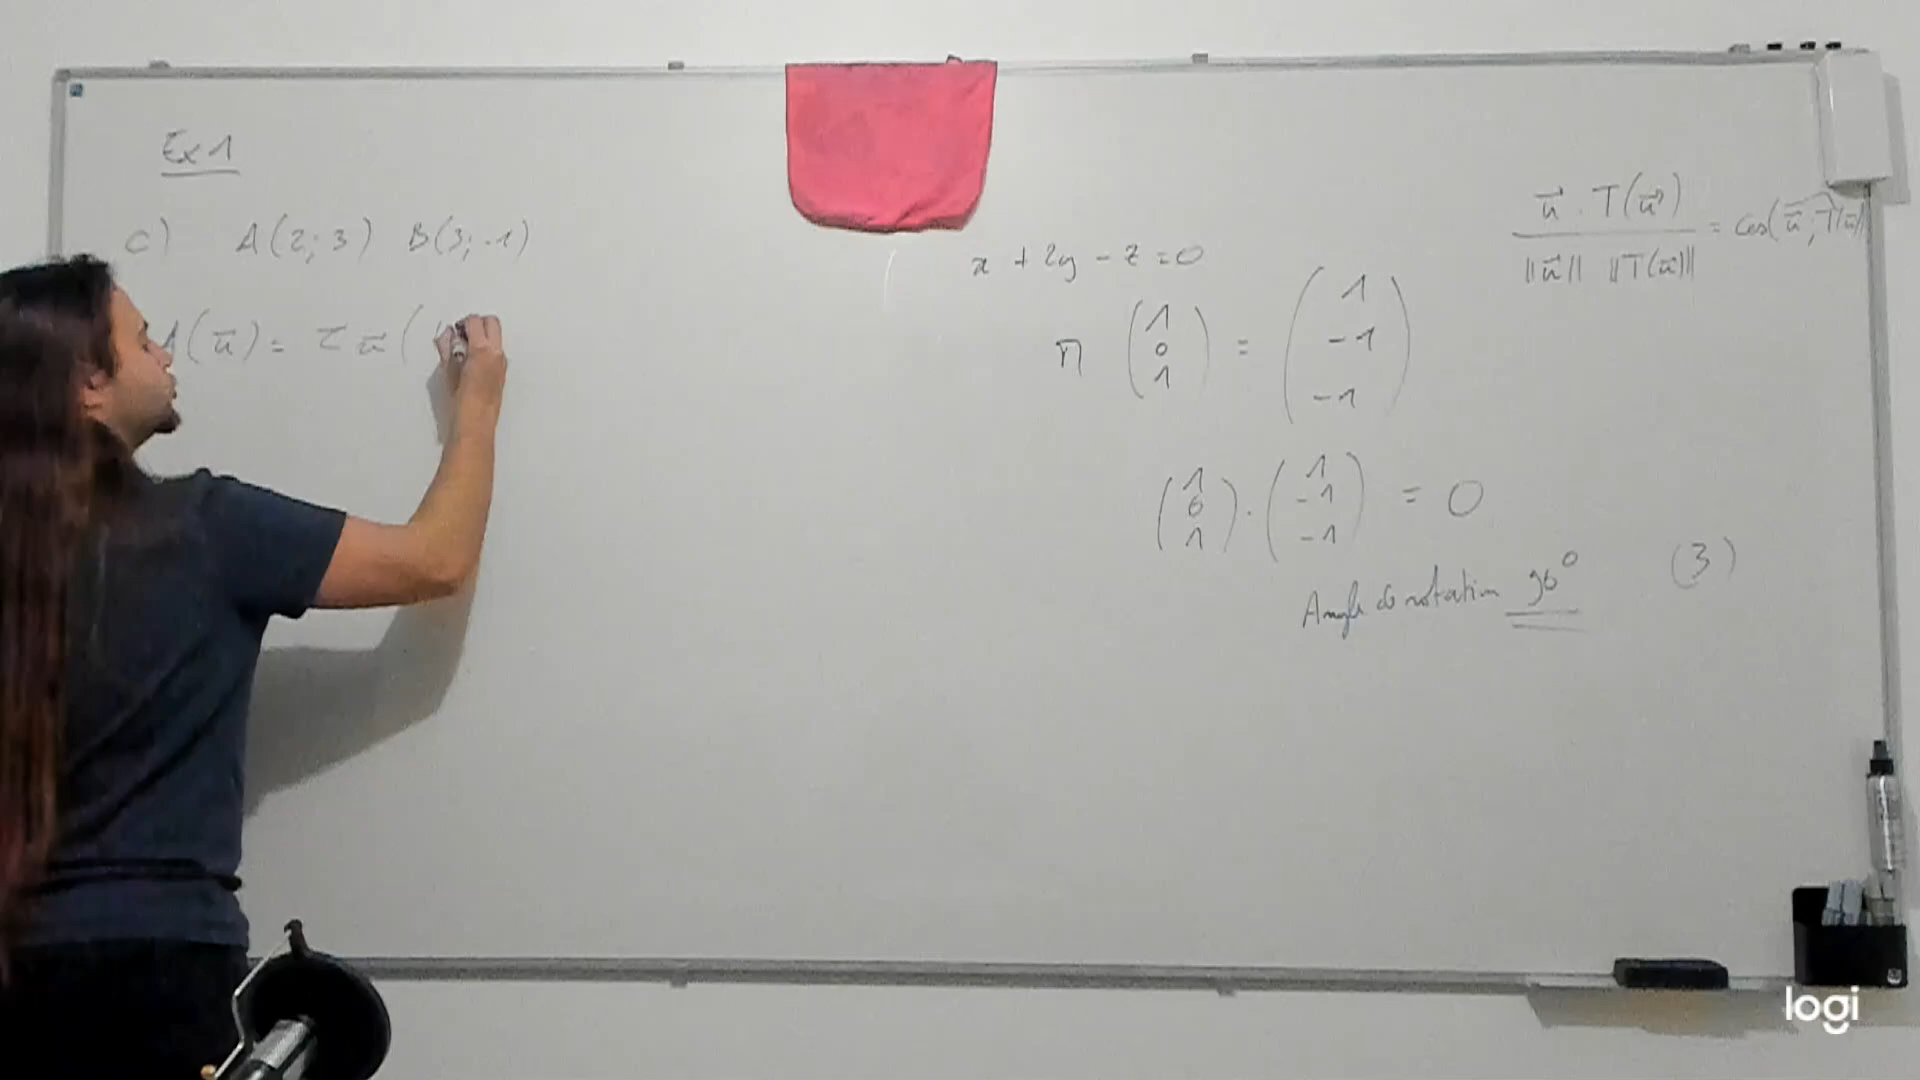 Ex 1
c) A(2; 3) B(3; -1)
A(u⃗) = τ u⃗ (
x + 2y - z = 0
M (1 0 1) = (1 -1 -1)
(1 0 1) · (1 -1 -1) = 0
Angle de rotation 90°
(3)
u⃗ . T(u⃗)
‖u⃗‖ ‖T(u⃗)‖
= cos(u⃗; T(u⃗))
logi